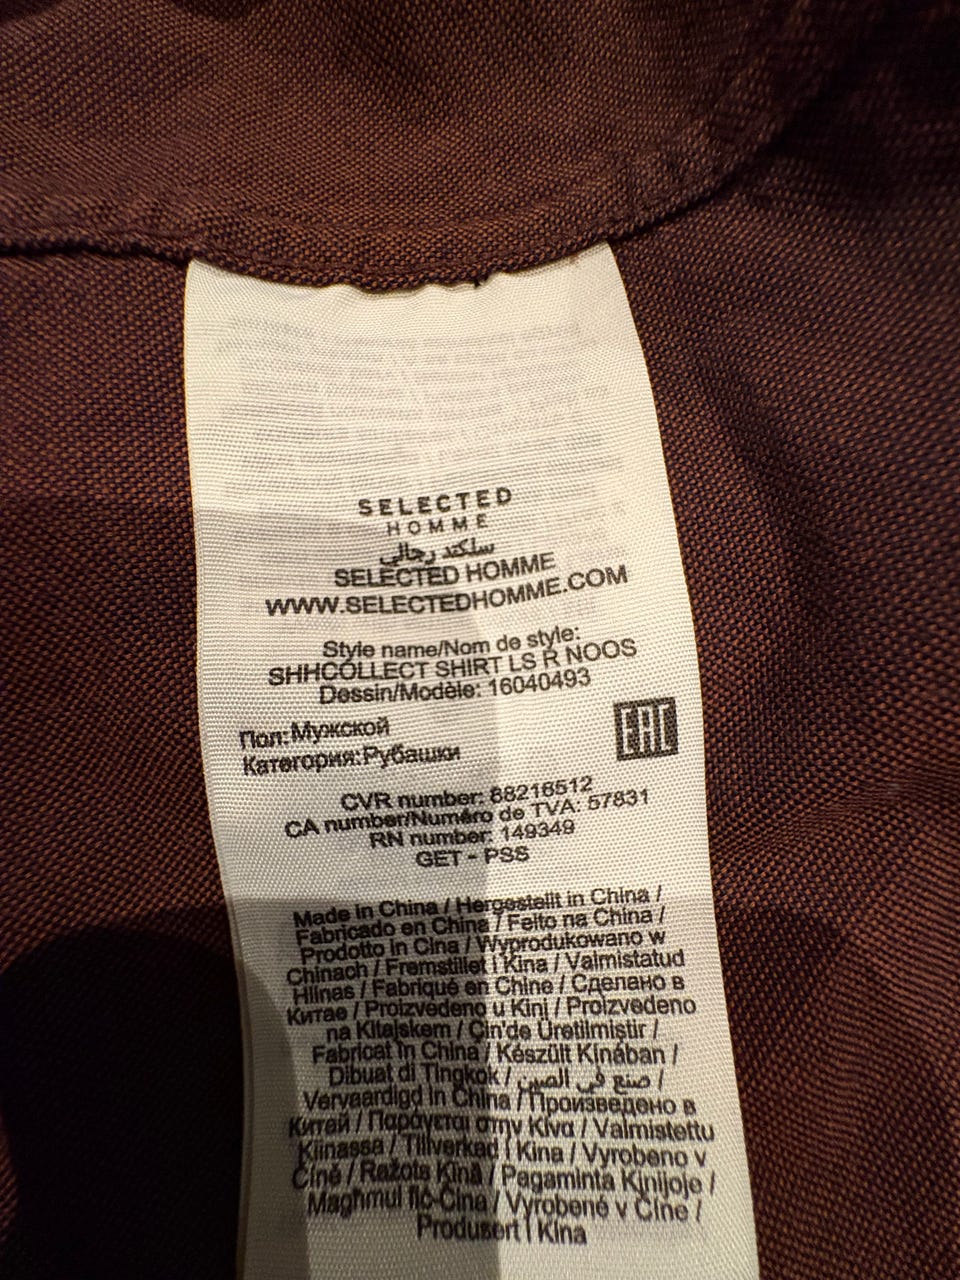 SELECTED
HOMME
سلكتد رجالي
SELECTED HOMME
WWW.SELECTEDHOMME.COM
Style name/Nom de style:
SHHCOLLECT SHIRT LS R NOOS
Dessin/Modèle: 16040493
Пол:Мужской
Категория:Рубашки
EAC
CVR number: 88216512
CA number/Numéro de TVA: 57831
RN number: 149349
GET - PSS
Made in China / Hergestellt in China /
Fabricado en China / Feito na China /
Prodotto in Cina / Wyprodukowano w
Chinach / Fremstillet i Kina / Valmistatud
Hiinas / Fabriqué en Chine / Сделано в
Китае / Proizvedeno u Kini / Proizvedeno
na Kitajskem / Çin'de Üretilmiştir /
Fabricat în China / Készült Kínában /
Dibuat di Tingkok / صنع في الصين /
Vervaardigd in China / Произведено в
Китай / Παράγεται στην Κίνα / Valmistettu
Kiinassa / Tillverkad i Kina / Vyrobeno v
Číně / Ražots Ķīnā / Pagaminta Kinijoje /
Magħmul fiċ-Ċina / Vyrobené v Číne /
Produsert i Kina